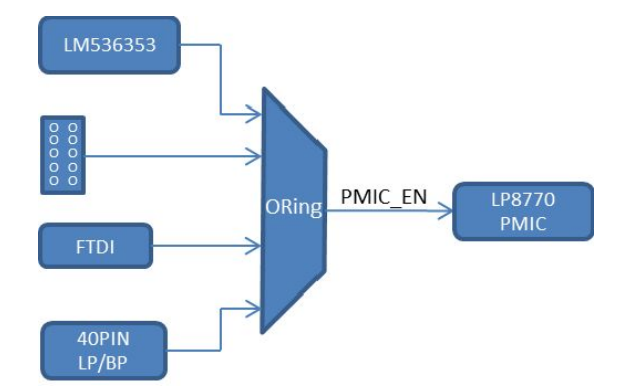 LM536353
ORing
PMIC_EN
LP8770
PMIC
FTDI
40PIN
LP/BP